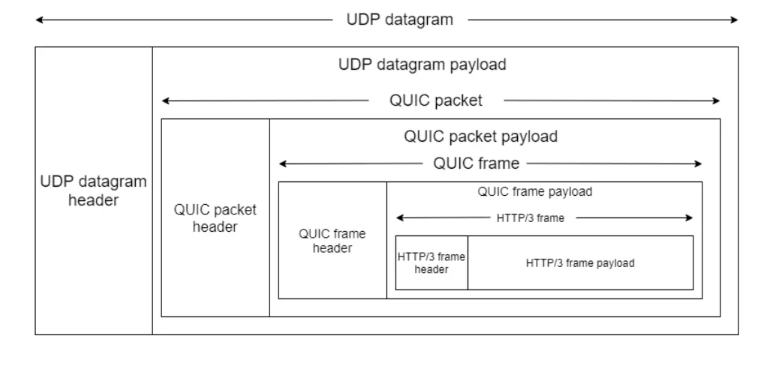 UDP datagram
UDP datagram payload
QUIC packet
QUIC packet payload
QUIC frame
UDP datagram
header
QUIC packet
header
QUIC frame payload
HTTP/3 frame
QUIC frame
header
HTTP/3 frame
header
HTTP/3 frame payload